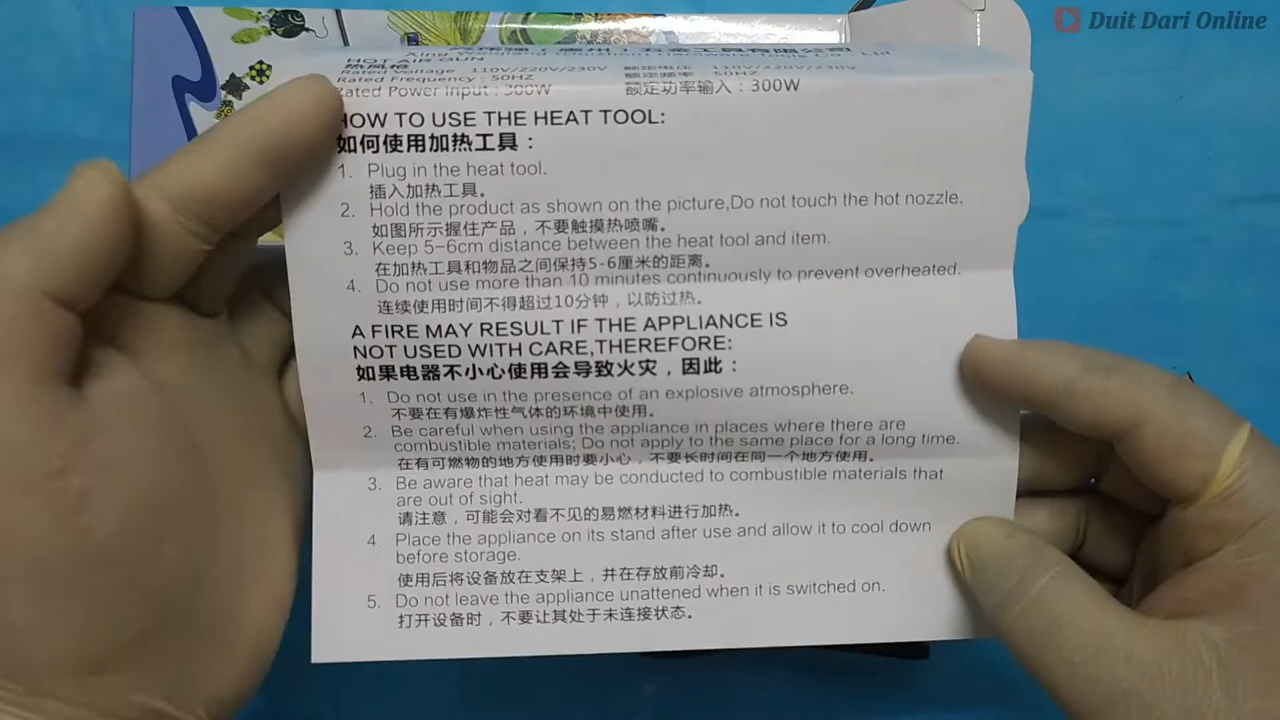 Duit Dari Online
HOT AIR GUN
热风枪
Rated Voltage : 110V/220V/230V 额定电压 : 110V/220V/230V
Rated Frequency : 50HZ 额定频率 : 50HZ
Rated Power Input : 300W 额定功率输入：300W
HOW TO USE THE HEAT TOOL:
如何使用加热工具：
1. Plug in the heat tool.
插入加热工具。
2. Hold the product as shown on the picture,Do not touch the hot nozzle.
如图所示握住产品，不要触摸热喷嘴。
3. Keep 5-6cm distance between the heat tool and item.
在加热工具和物品之间保持5-6厘米的距离。
4. Do not use more than 10 minutes continuously to prevent overheated.
连续使用时间不得超过10分钟，以防过热。
A FIRE MAY RESULT IF THE APPLIANCE IS
NOT USED WITH CARE,THEREFORE:
如果电器不小心使用会导致火灾，因此：
1. Do not use in the presence of an explosive atmosphere.
不要在有爆炸性气体的环境中使用。
2. Be careful when using the appliance in places where there are
combustible materials; Do not apply to the same place for a long time.
在有可燃物的地方使用时要小心，不要长时间在同一个地方使用。
3. Be aware that heat may be conducted to combustible materials that
are out of sight.
请注意，可能会对看不见的易燃材料进行加热。
4. Place the appliance on its stand after use and allow it to cool down
before storage.
使用后将设备放在支架上，并在存放前冷却。
5. Do not leave the appliance unattened when it is switched on.
打开设备时，不要让其处于未连接状态。